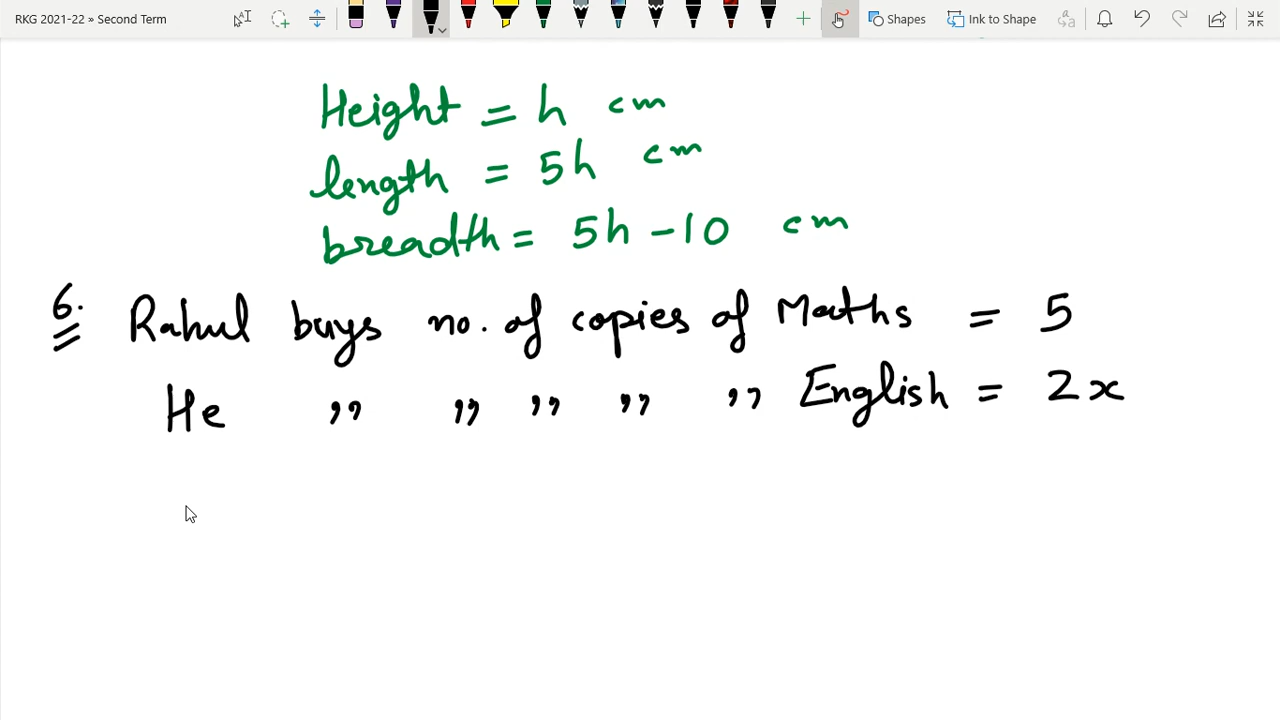 RKG 2021-22 » Second Term
Shapes
Ink to Shape
Height = h cm
length = 5h cm
breadth = 5h - 10 cm
6. Rahul buys no. of copies of Maths = 5
He " " " " " English = 2x